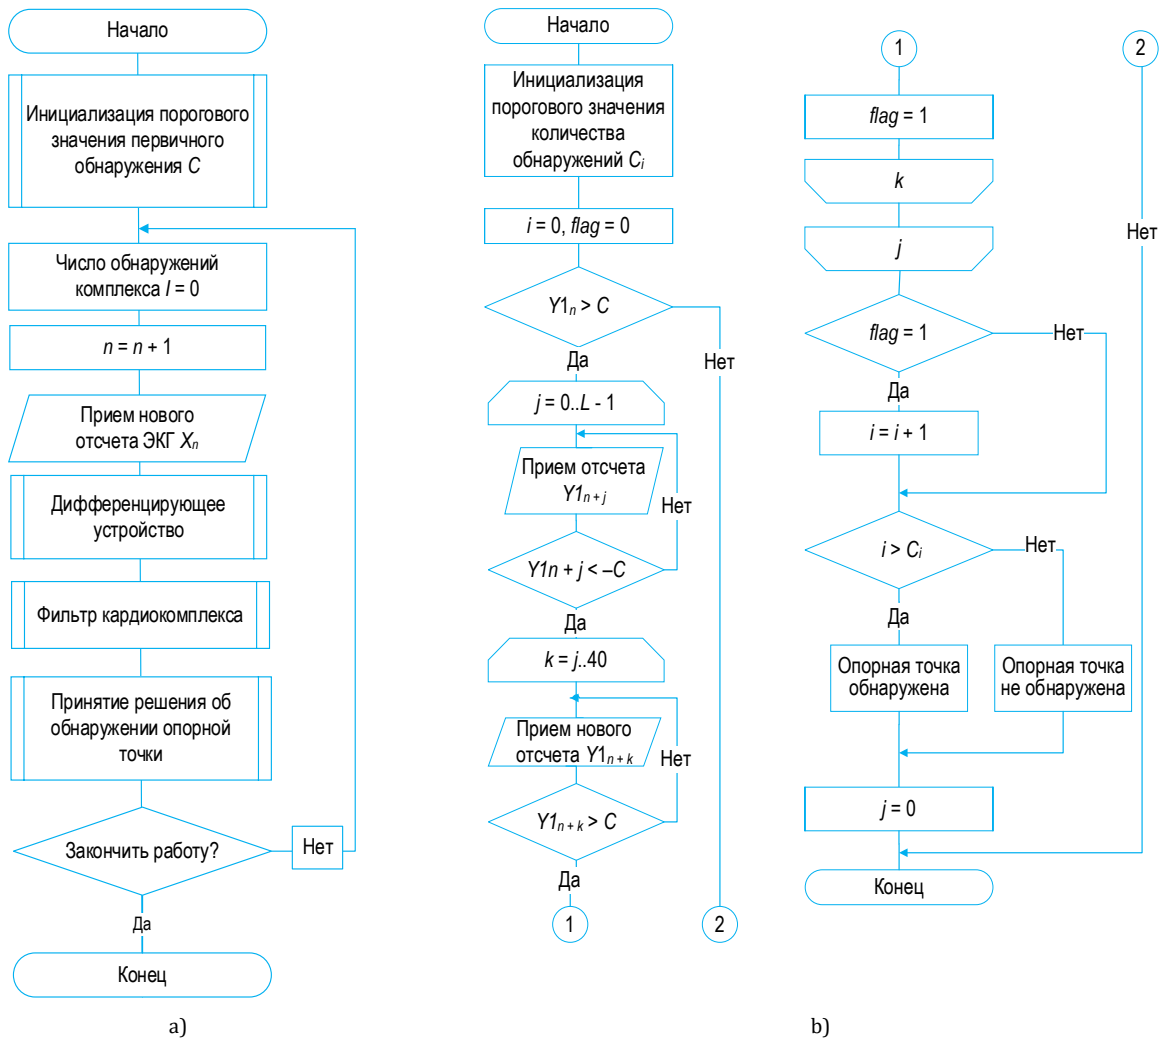 Начало
Инициализация порогового
значения первичного
обнаружения C
Число обнаружений
комплекса I = 0
n = n + 1
Прием нового
отсчета ЭКГ Xn
Дифференцирующее
устройство
Фильтр кардиокомплекса
Принятие решения об
обнаружении опорной
точки
Закончить работу?
Нет
Да
Конец
a)
Начало
Инициализация
порогового значения
количества
обнаружений Ci
i = 0, flag = 0
Y1n > C
Да
Нет
j = 0..L - 1
Прием отсчета
Y1n + j
Нет
Y1n + j < –C
Да
k = j..40
Прием нового
отсчета Y1n + k
Нет
Y1n + k > C
Да
1
2
1
2
flag = 1
k
j
Нет
flag = 1
Нет
Да
i = i + 1
i > Ci
Нет
Да
Опорная точка
обнаружена
Опорная точка
не обнаружена
j = 0
Конец
b)